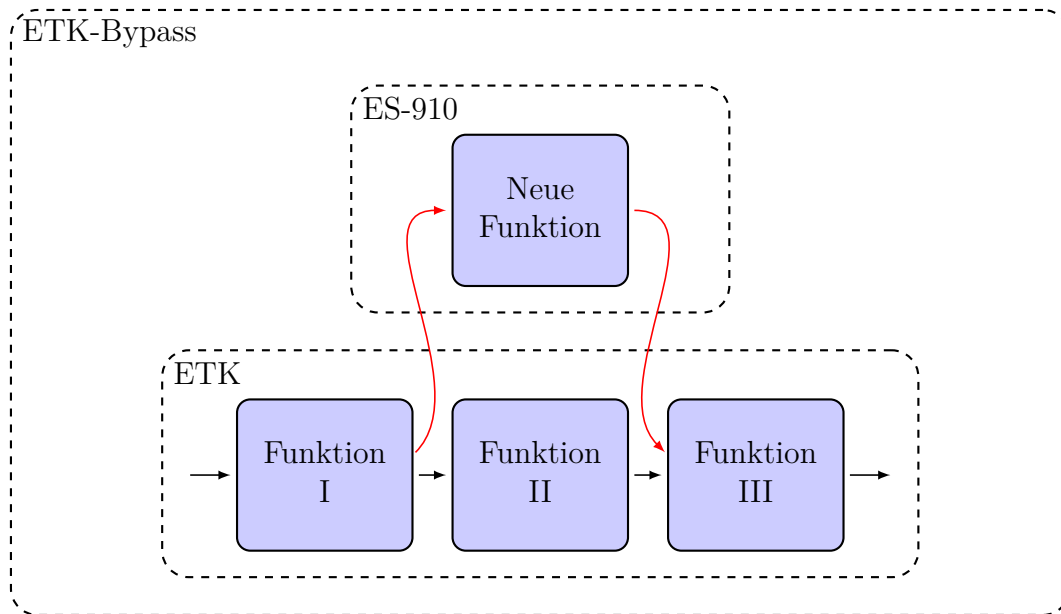 ETK-Bypass
ES-910
Neue
Funktion
ETK
Funktion
I
Funktion
II
Funktion
III